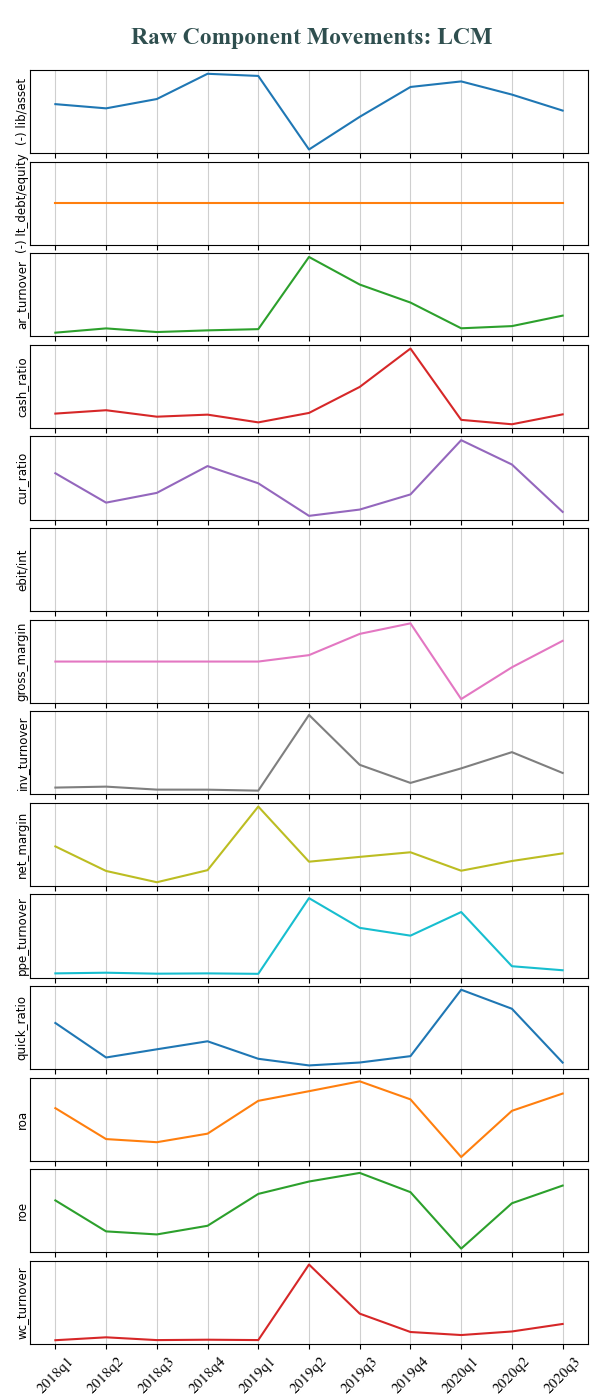 Raw Component Movements: LCM
(-) lib/asset
(-) lt_debt/equity
ar_turnover
cash_ratio
cur_ratio
ebit/int
gross_margin
inv_turnover
net_margin
ppe_turnover
quick_ratio
roa
roe
wc_turnover
2018q1 2018q2 2018q3 2018q4 2019q1 2019q2 2019q3 2019q4 2020q1 2020q2 2020q3